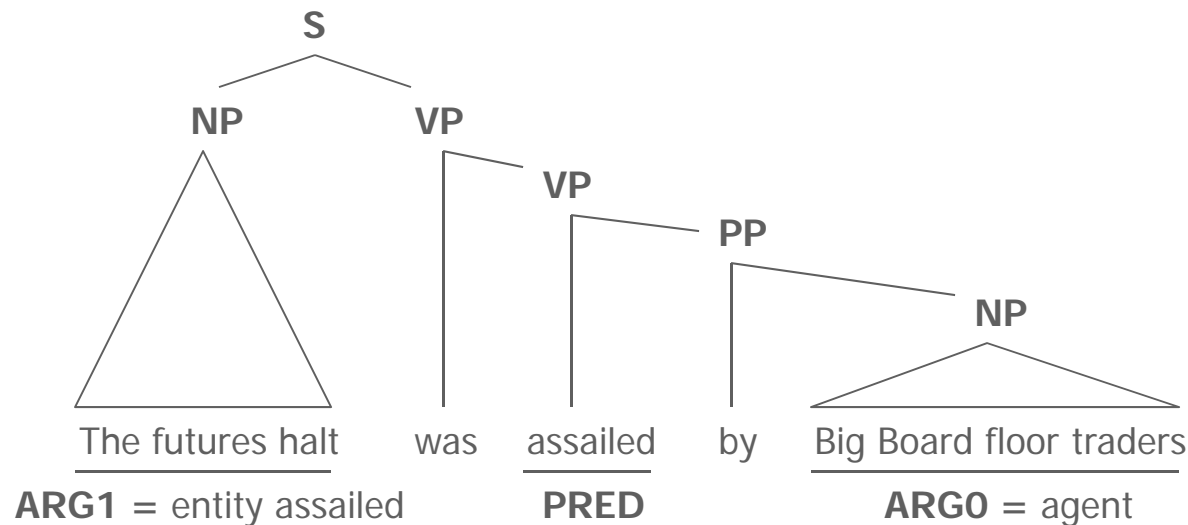 S
NP VP
VP
PP
NP
The futures halt was assailed by Big Board floor traders
ARG1 = entity assailed PRED ARG0 = agent